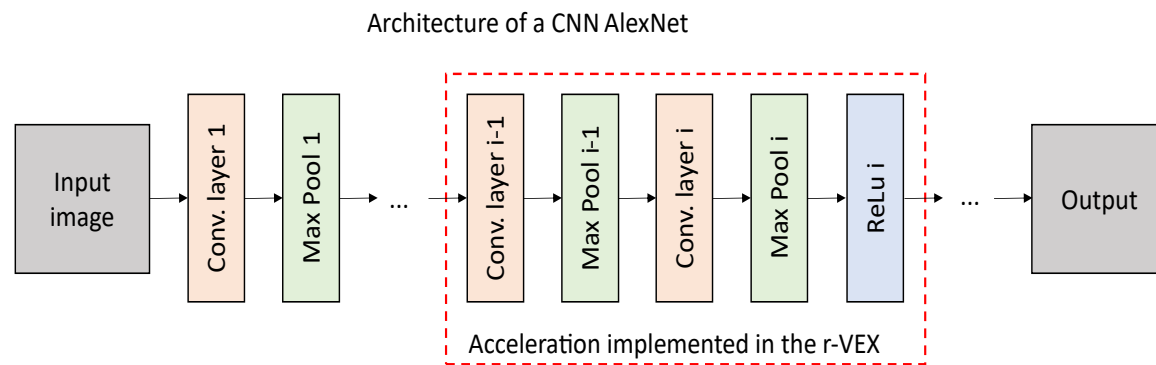 Architecture of a CNN AlexNet
Input
image
Conv. layer 1
Max Pool 1
...
Conv. layer i-1
Max Pool i-1
Conv. layer i
Max Pool i
ReLu i
...
Output
Acceleration implemented in the r-VEX